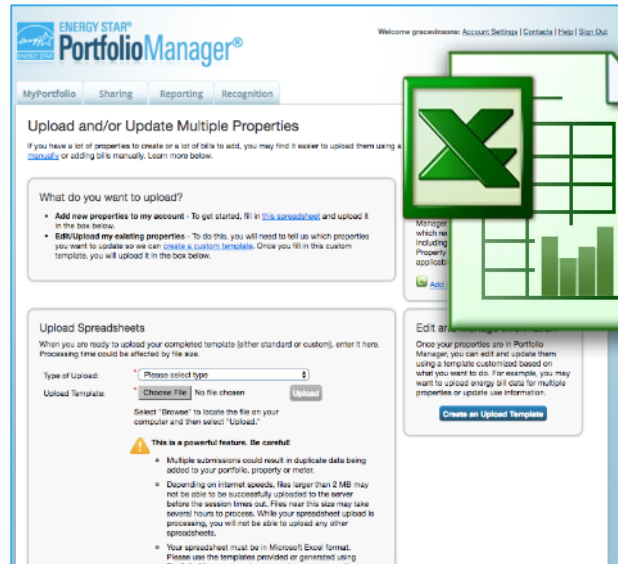 ENERGY STAR®
PortfolioManager®
Welcome gracevinsons: Account Settings | Contacts | Help | Sign Out
MyPortfolio Sharing Reporting Recognition
Upload and/or Update Multiple Properties
If you have a lot of properties to create or a lot of bills to add, you may find it easier to upload them using a
manually or adding bills manually. Learn more below.
What do you want to upload?
• Add new properties to my account - To get started, fill in this spreadsheet and upload it
in the box below.
• Edit/Upload my existing properties - To do this, you will need to tell us which properties
you want to update so we can create a custom template. Once you fill in this custom
template, you will upload it in the box below.
Manager
which re
including
Property
applicabl
Add
Upload Spreadsheets
When you are ready to upload your completed template (either standard or custom), enter it here.
Processing time could be affected by file size.
Type of Upload: * Please select type
Upload Template: * Choose File No file chosen Upload
Select "Browse" to locate the file on your
computer and then select "Upload."
This is a powerful feature. Be careful!
Multiple submissions could result in duplicate data being
added to your portfolio, property or meter.
Depending on internet speeds, files larger than 2 MB may
not be able to be successfully uploaded to the server
before the session times out. Files near this size may take
several hours to process. While your spreadsheet upload is
processing, you will not be able to upload any other
spreadsheets.
Your spreadsheet must be in Microsoft Excel format.
Please use the templates provided or generated using
Edit and Manage Information
Once your properties are in Portfolio
Manager, you can edit and update them
using a template customized based on
what you want to do. For example, you may
want to upload energy bill data for multiple
properties or update use information.
Create an Upload Template